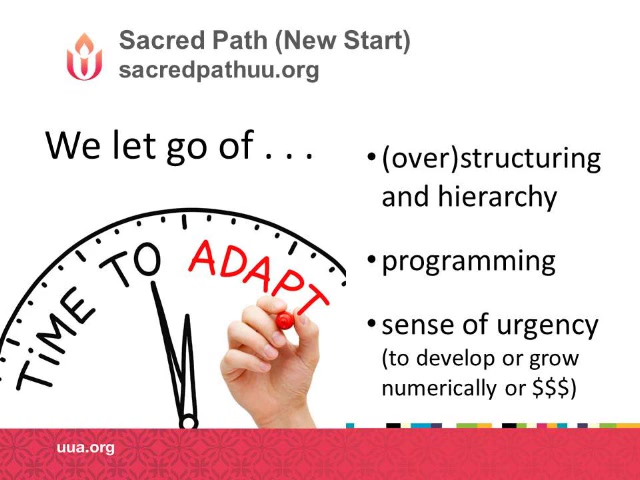 Sacred Path (New Start)
sacredpathuu.org
We let go of . . .
TiME TO ADAPT
• (over)structuring
and hierarchy
• programming
• sense of urgency
(to develop or grow
numerically or $$$)
uua.org